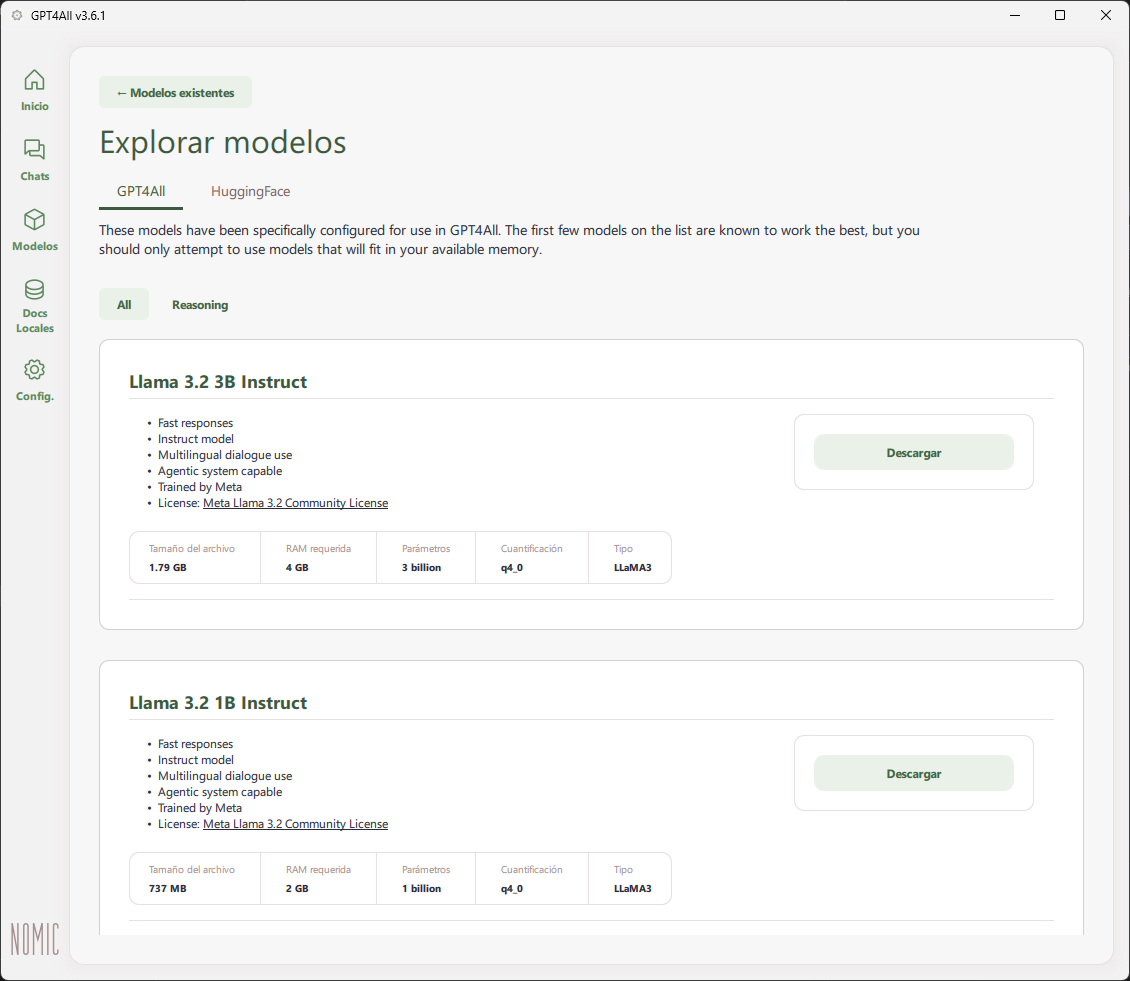 GPT4All v3.6.1
Inicio
Chats
Modelos
Docs
Locales
Config.
NOMIC
← Modelos existentes
Explorar modelos
GPT4All HuggingFace
These models have been specifically configured for use in GPT4All. The first few models on the list are known to work the best, but you
should only attempt to use models that will fit in your available memory.
All Reasoning
Llama 3.2 3B Instruct
• Fast responses
• Instruct model
• Multilingual dialogue use
• Agentic system capable
• Trained by Meta
• License: Meta Llama 3.2 Community License
Descargar
Tamaño del archivo RAM requerida Parámetros Cuantificación Tipo
1.79 GB 4 GB 3 billion q4_0 LLaMA3
Llama 3.2 1B Instruct
• Fast responses
• Instruct model
• Multilingual dialogue use
• Agentic system capable
• Trained by Meta
• License: Meta Llama 3.2 Community License
Descargar
Tamaño del archivo RAM requerida Parámetros Cuantificación Tipo
737 MB 2 GB 1 billion q4_0 LLaMA3